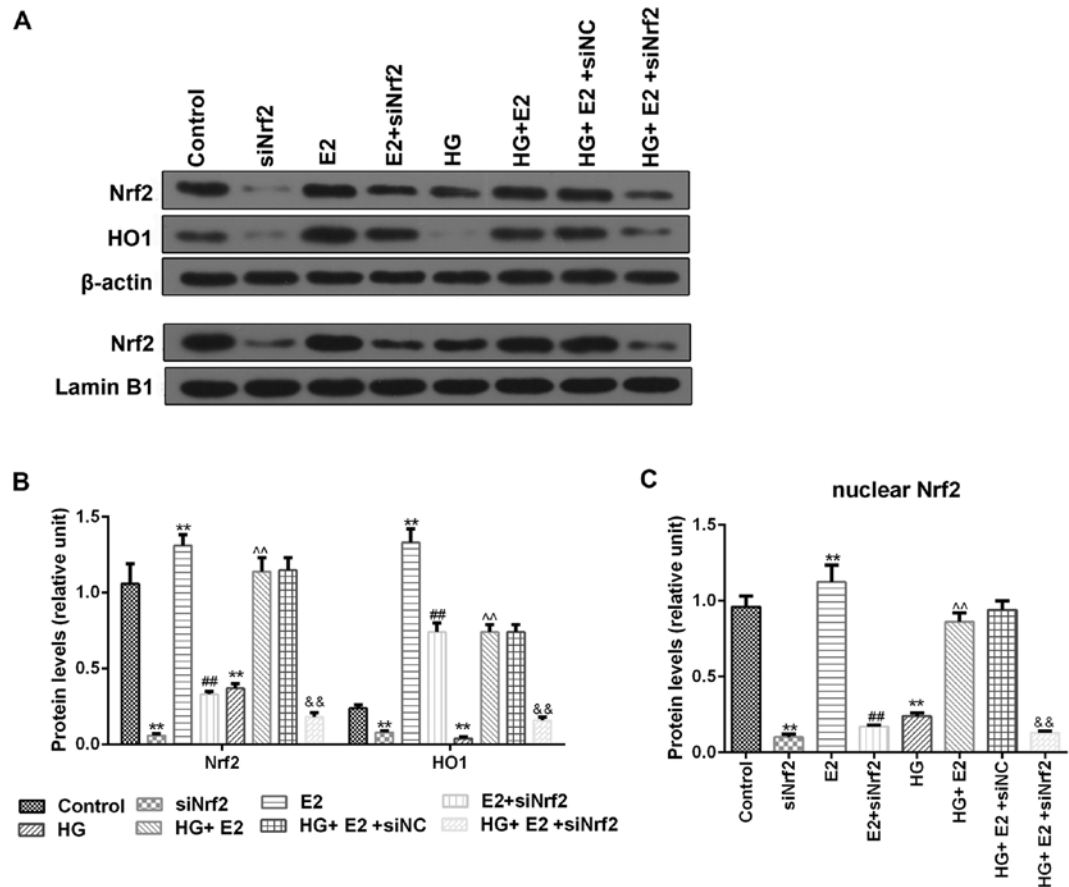 A
Control
siNrf2
E2
E2+siNrf2
HG
HG+E2
HG+ E2 +siNC
HG+ E2 +siNrf2
Nrf2
HO1
β-actin
Nrf2
Lamin B1
B
Protein levels (relative unit)
1.5
1.0
0.5
0.0
**
**
##
**
^^
&&
**
**
##
**
^^
&&
Nrf2
HO1
Control
siNrf2
E2
E2+siNrf2
HG
HG+ E2
HG+ E2 +siNC
HG+ E2 +siNrf2
C
nuclear Nrf2
Protein levels (relative unit)
1.5
1.0
0.5
0.0
**
**
##
**
^^
&&
Control
siNrf2
E2
E2+siNrf2
HG
HG+ E2
HG+ E2 +siNC
HG+ E2 +siNrf2